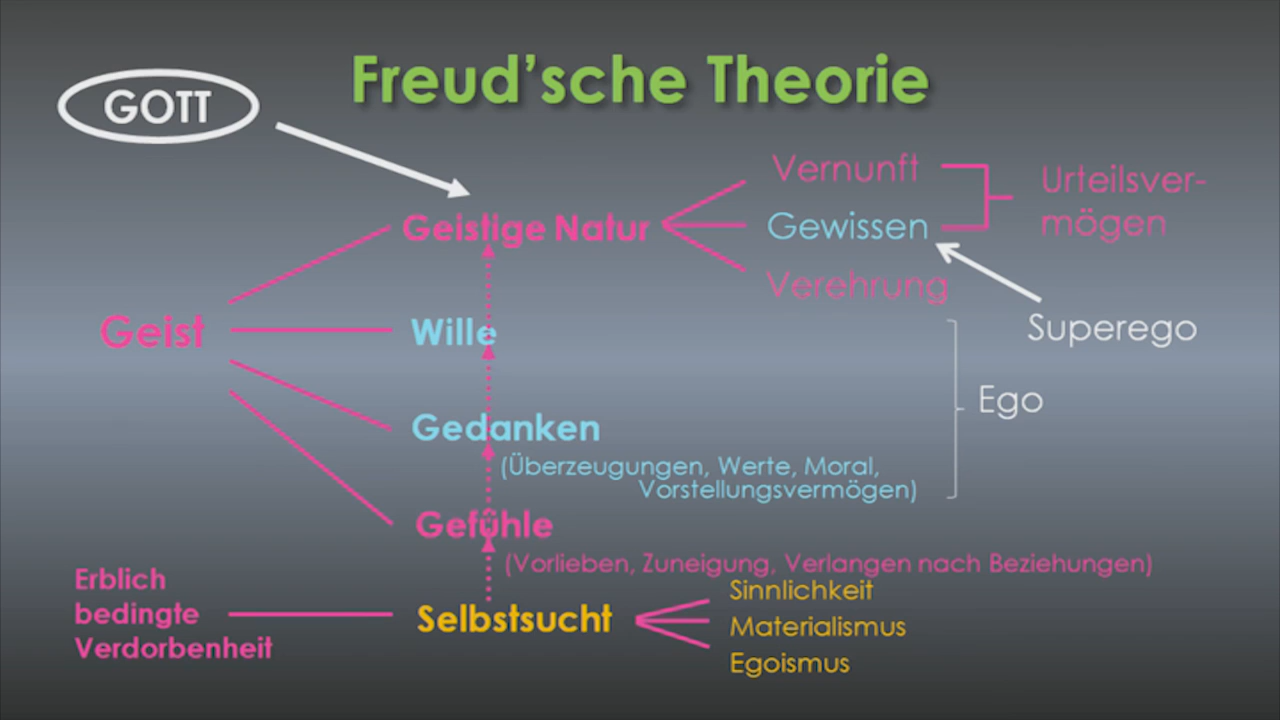 Freud’sche Theorie
GOTT
Vernunft
Urteilsver-
mögen
Geistige Natur
Gewissen
Verehrung
Geist
Wille
Superego
Ego
Gedanken
(Überzeugungen, Werte, Moral,
Vorstellungsvermögen)
Gefühle
(Vorlieben, Zuneigung, Verlangen nach Beziehungen)
Erblich
bedingte
Verdorbenheit
Selbstsucht
Sinnlichkeit
Materialismus
Egoismus